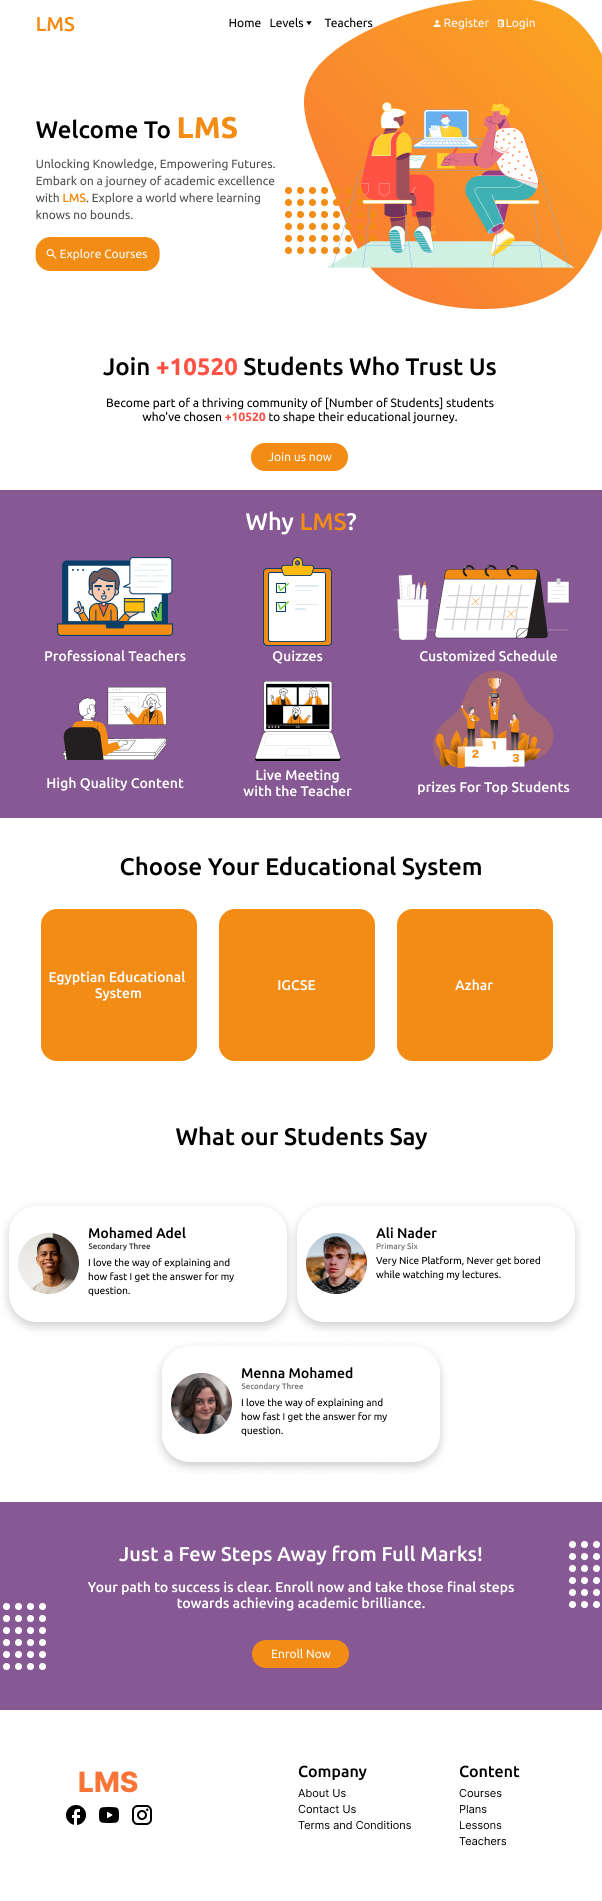 LMS
Home Levels Teachers
Register Login
Welcome To LMS
Unlocking Knowledge, Empowering Futures.
Embark on a journey of academic excellence
with LMS. Explore a world where learning
knows no bounds.
Explore Courses
Join +10520 Students Who Trust Us
Become part of a thriving community of [Number of Students] students
who've chosen +10520 to shape their educational journey.
Join us now
Why LMS?
Professional Teachers
Quizzes
Customized Schedule
High Quality Content
Live Meeting
with the Teacher
1
2
3
prizes For Top Students
Choose Your Educational System
Egyptian Educational
System
IGCSE
Azhar
What our Students Say
Mohamed Adel
Secondary Three
I love the way of explaining and
how fast I get the answer for my
question.
Ali Nader
Primary Six
Very Nice Platform, Never get bored
while watching my lectures.
Menna Mohamed
Secondary Three
I love the way of explaining and
how fast I get the answer for my
question.
Just a Few Steps Away from Full Marks!
Your path to success is clear. Enroll now and take those final steps
towards achieving academic brilliance.
Enroll Now
LMS
Company
About Us
Contact Us
Terms and Conditions
Content
Courses
Plans
Lessons
Teachers